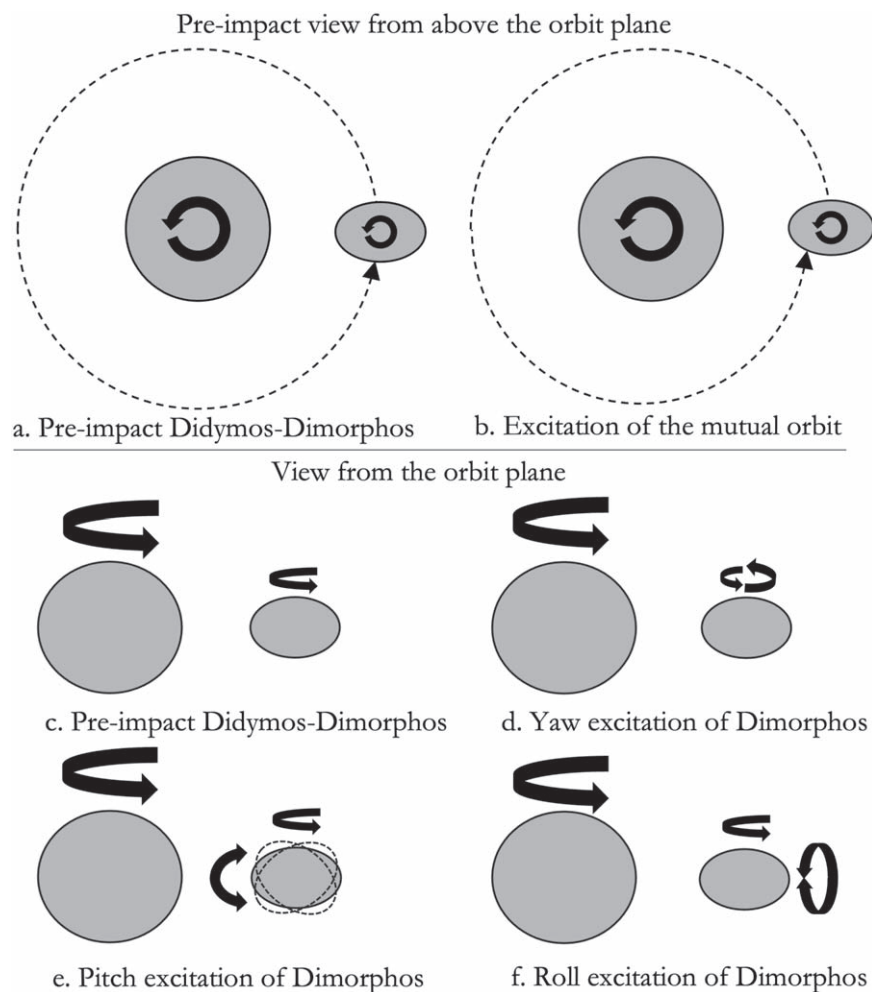 Pre-impact view from above the orbit plane
a. Pre-impact Didymos-Dimorphos
b. Excitation of the mutual orbit
View from the orbit plane
c. Pre-impact Didymos-Dimorphos
d. Yaw excitation of Dimorphos
e. Pitch excitation of Dimorphos
f. Roll excitation of Dimorphos